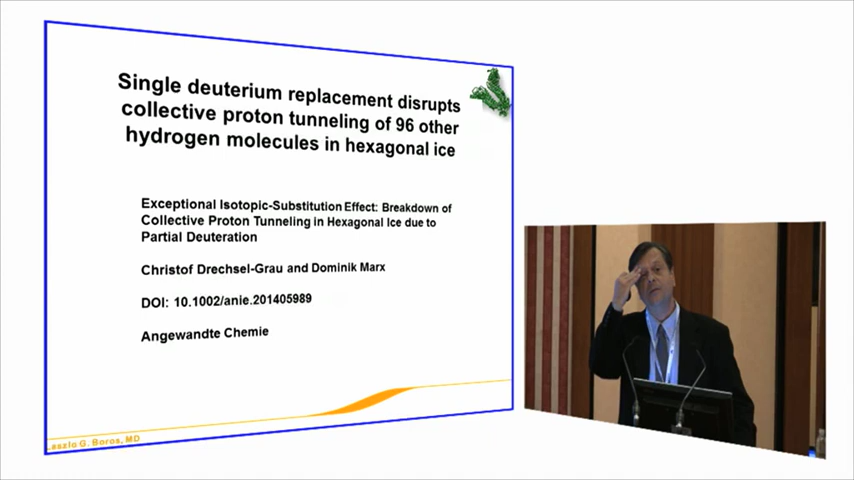 Single deuterium replacement disrupts
collective proton tunneling of 96 other
hydrogen molecules in hexagonal ice
Exceptional Isotopic-Substitution Effect: Breakdown of
Collective Proton Tunneling in Hexagonal Ice due to
Partial Deuteration
Christof Drechsel-Grau and Dominik Marx
DOI: 10.1002/anie.201405989
Angewandte Chemie
aszlo G. Boros, MD